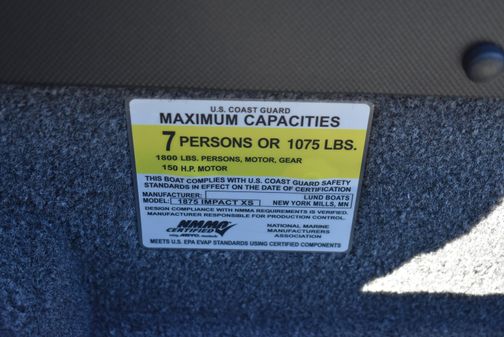 U.S. COAST GUARD
MAXIMUM CAPACITIES
7 PERSONS OR 1075 LBS.
1800 LBS. PERSONS, MOTOR, GEAR
150 H.P. MOTOR
THIS BOAT COMPLIES WITH U.S. COAST GUARD SAFETY
STANDARDS IN EFFECT ON THE DATE OF CERTIFICATION
MANUFACTURER: LUND BOATS
MODEL: 1875 IMPACT XS NEW YORK MILLS, MN
DESIGN COMPLIANCE WITH NMMA REQUIREMENTS IS VERIFIED.
MANUFACTURER RESPONSIBLE FOR PRODUCTION CONTROL.
NMMA CERTIFIED
using ABYC standards
NATIONAL MARINE
MANUFACTURERS
ASSOCIATION
MEETS U.S. EPA EVAP STANDARDS USING CERTIFIED COMPONENTS